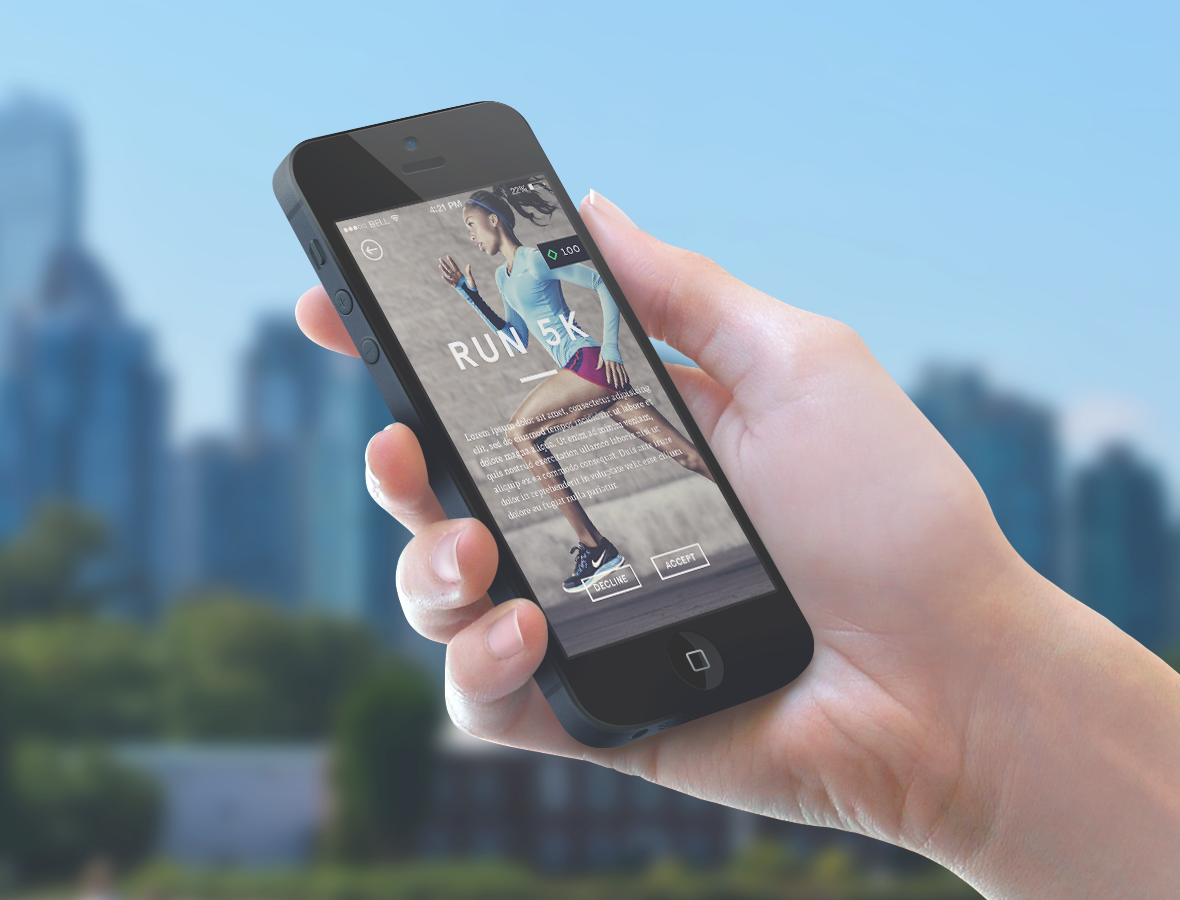 BELL 4:21 PM 22%
100
RUN 5K
Lorem ipsum dolor sit amet, consectetur adipisicing
elit, sed do eiusmod tempor incididunt ut labore et
dolore magna aliqua. Ut enim ad minim veniam,
quis nostrud exercitation ullamco laboris nisi ut
aliquip ex ea commodo consequat. Duis aute irure
dolor in reprehenderit in voluptate velit esse cillum
dolore eu fugiat nulla pariatur.
DECLINE ACCEPT